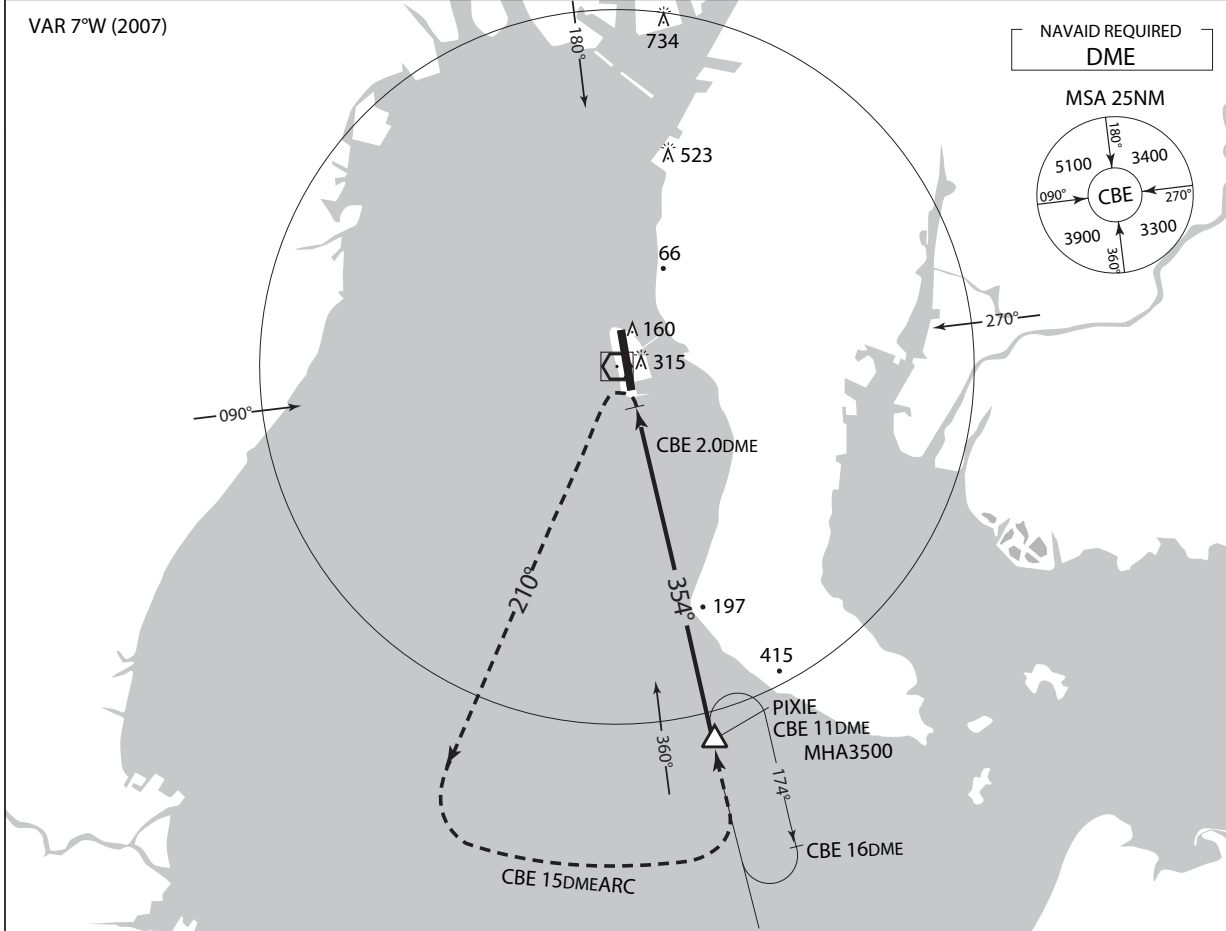 VAR 7°W (2007)
180°
734
NAVAID REQUIRED
DME
MSA 25NM
180°
5100
3400
090°
CBE
270°
3900
3300
360°
523
66
160
315
270°
090°
CBE 2.0DME
210°
354°
197
415
PIXIE
CBE 11DME
MHA3500
360°
174°
CBE 16DME
CBE 15DMEARC